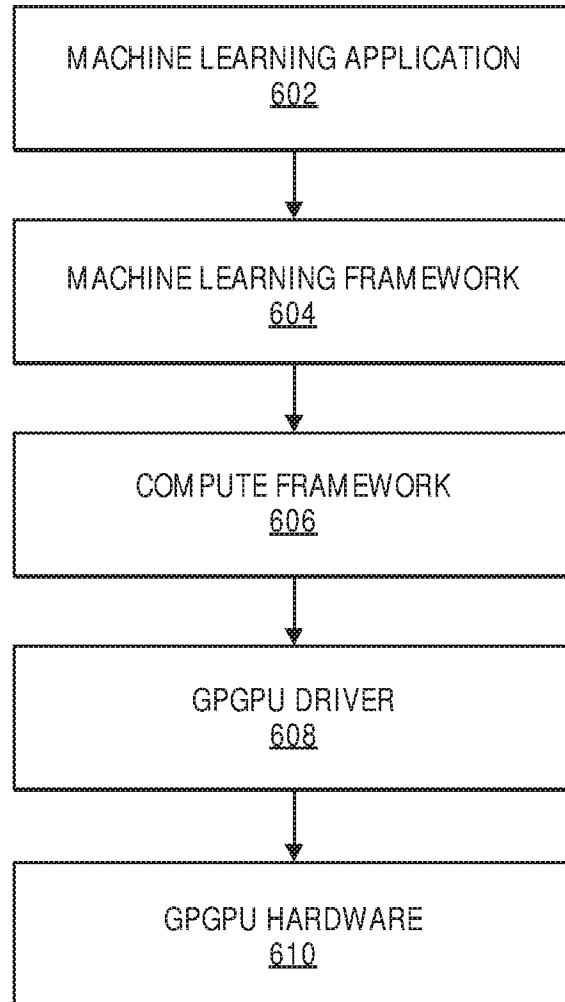 MACHINE LEARNING APPLICATION
602
MACHINE LEARNING FRAMEWORK
604
COMPUTE FRAMEWORK
606
GPGPU DRIVER
608
GPGPU HARDWARE
610